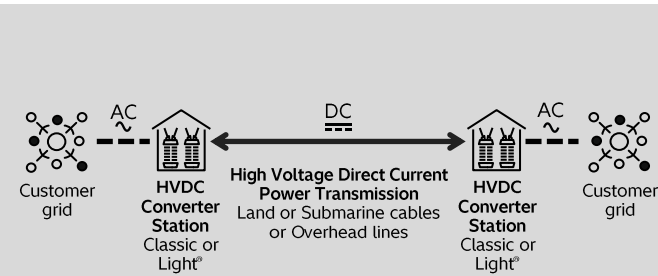 AC
DC
AC
Customer
grid
HVDC
Converter
Station
Classic or
Light®
High Voltage Direct Current
Power Transmission
Land or Submarine cables
or Overhead lines
HVDC
Converter
Station
Classic or
Light®
Customer
grid